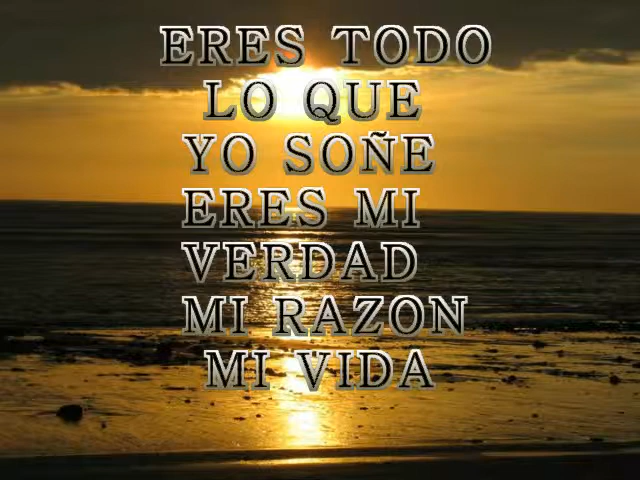 ERES TODO
LO QUE
YO SOÑE
ERES MI
VERDAD
MI RAZON
MI VIDA